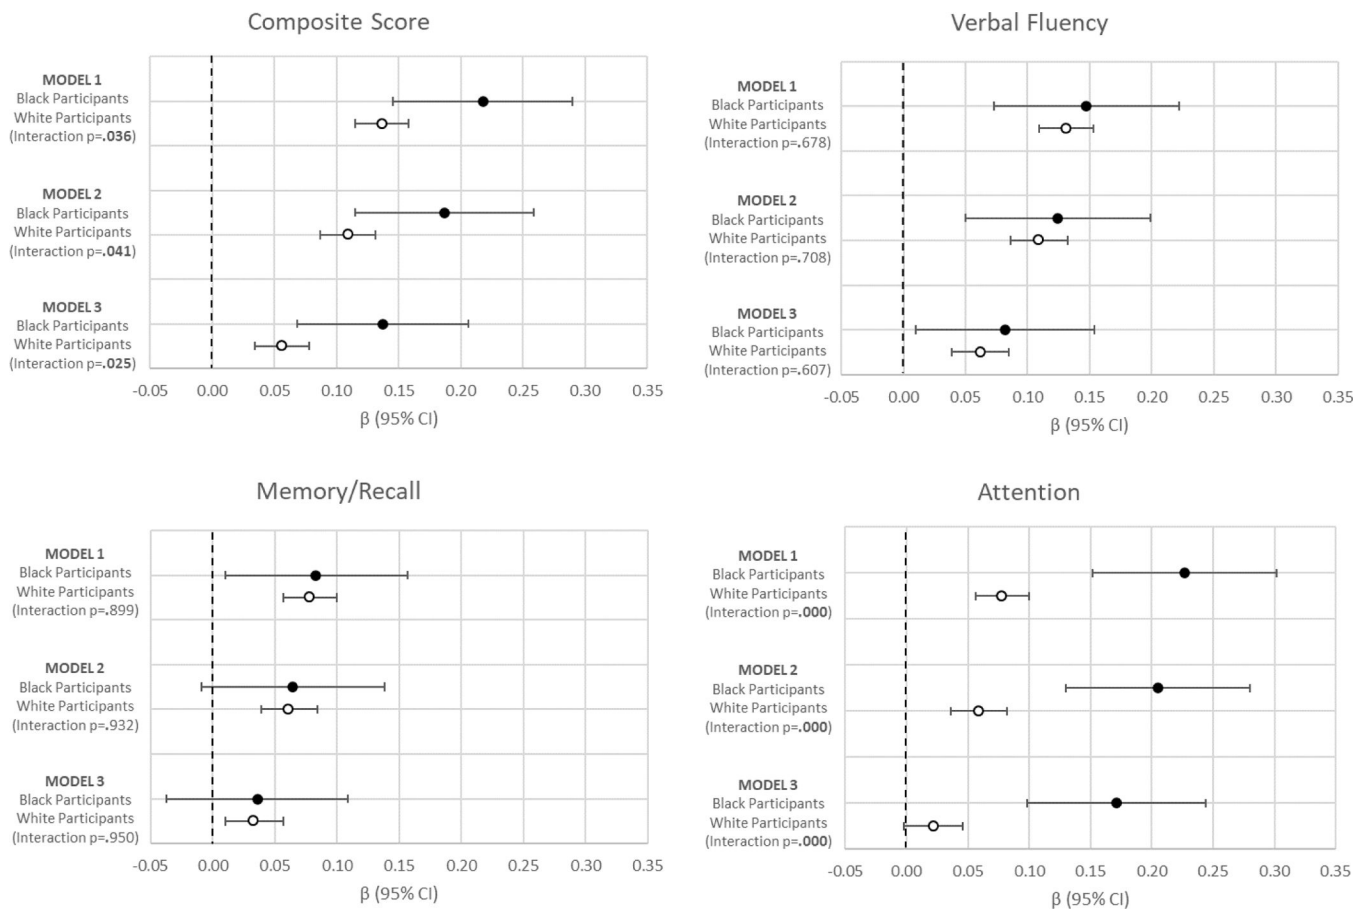 Composite Score
MODEL 1
Black Participants
White Participants
(Interaction p=.036)
MODEL 2
Black Participants
White Participants
(Interaction p=.041)
MODEL 3
Black Participants
White Participants
(Interaction p=.025)
-0.05 0.00 0.05 0.10 0.15 0.20 0.25 0.30 0.35
β (95% CI)
Verbal Fluency
MODEL 1
Black Participants
White Participants
(Interaction p=.678)
MODEL 2
Black Participants
White Participants
(Interaction p=.708)
MODEL 3
Black Participants
White Participants
(Interaction p=.607)
-0.05 0.00 0.05 0.10 0.15 0.20 0.25 0.30 0.35
β (95% CI)
Memory/Recall
MODEL 1
Black Participants
White Participants
(Interaction p=.899)
MODEL 2
Black Participants
White Participants
(Interaction p=.932)
MODEL 3
Black Participants
White Participants
(Interaction p=.950)
-0.05 0.00 0.05 0.10 0.15 0.20 0.25 0.30 0.35
β (95% CI)
Attention
MODEL 1
Black Participants
White Participants
(Interaction p=.000)
MODEL 2
Black Participants
White Participants
(Interaction p=.000)
MODEL 3
Black Participants
White Participants
(Interaction p=.000)
-0.05 0.00 0.05 0.10 0.15 0.20 0.25 0.30 0.35
β (95% CI)